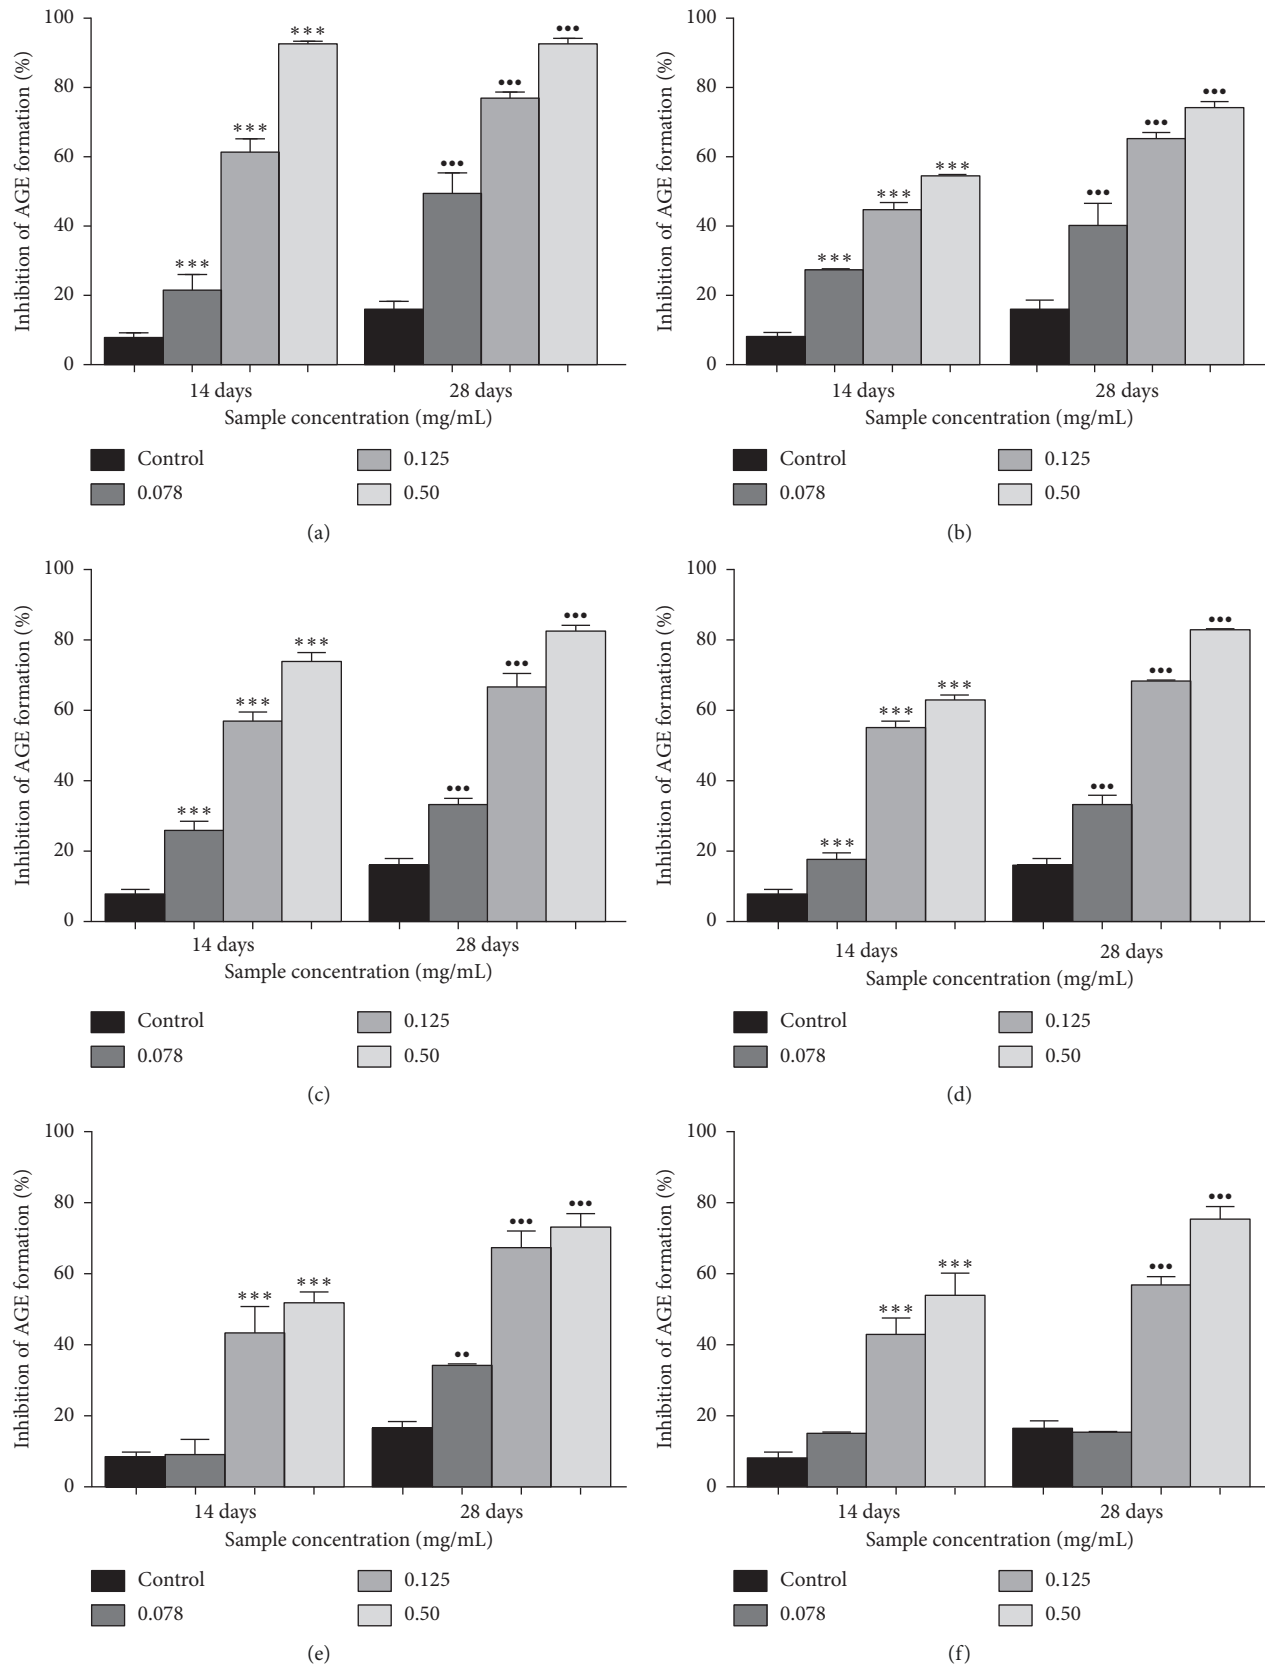 Inhibition of AGE formation (%)
100
80
60
40
20
0
***
***
***
•••
•••
•••
14 days 28 days
Sample concentration (mg/mL)
Control 0.125
0.078 0.50
(a)
Inhibition of AGE formation (%)
100
80
60
40
20
0
***
***
***
•••
•••
•••
14 days 28 days
Sample concentration (mg/mL)
Control 0.125
0.078 0.50
(b)
Inhibition of AGE formation (%)
100
80
60
40
20
0
***
***
***
•••
•••
•••
14 days 28 days
Sample concentration (mg/mL)
Control 0.125
0.078 0.50
(c)
Inhibition of AGE formation (%)
100
80
60
40
20
0
***
***
***
•••
•••
•••
14 days 28 days
Sample concentration (mg/mL)
Control 0.125
0.078 0.50
(d)
Inhibition of AGE formation (%)
100
80
60
40
20
0
***
***
••
•••
•••
14 days 28 days
Sample concentration (mg/mL)
Control 0.125
0.078 0.50
(e)
Inhibition of AGE formation (%)
100
80
60
40
20
0
***
***
•••
•••
14 days 28 days
Sample concentration (mg/mL)
Control 0.125
0.078 0.50
(f)